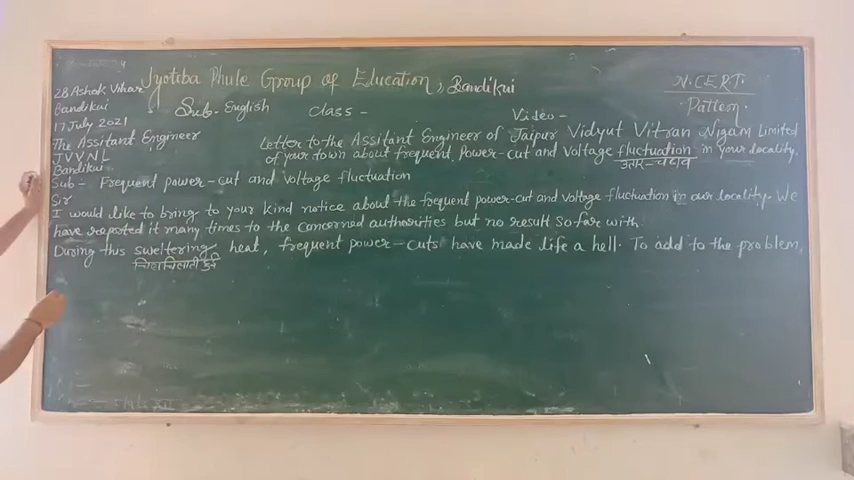 Jyoteba Phule Group of Education, Bandikui
N.CERT.
Pattern.
Sub- English Class - Video-
28 Ashok Vihar
Bandikui
17 July 2021
The Assitant Engineer
JVVNL
Bandikui
Letter to the Assitant Engineer of Jaipur Vidyut Vitran Nigam Limited
of your town about frequent Power-cut and voltage fluctuation in your locality.
उतार-चढाव
Sub- Frequent power-cut and voltage fluctuation
Sir
I would like to bring to your kind notice about the frequent power-cut and voltage fluctuation in our locality. We
have reported it many times to the concerned authorities but no result so far with.
During this sweltering heat, frequent power-cuts have made life a hell. To add to the problem,